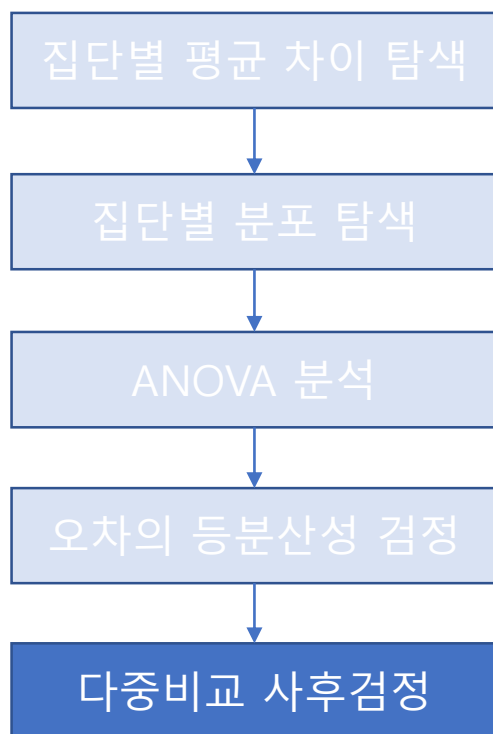 집단별 평균 차이 탐색
집단별 분포 탐색
ANOVA 분석
오차의 등분산성 검정
다중비교 사후검정